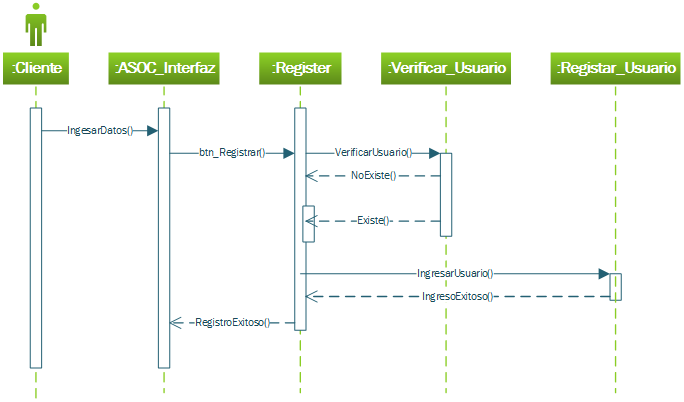 :Cliente
:ASOC_Interfaz
:Register
:Verificar_Usuario
:Registar_Usuario
IngesarDatos()
btn_Registrar()
VerificarUsuario()
NoExiste()
Existe()
IngresarUsuario()
IngresoExitoso()
RegistroExitoso()